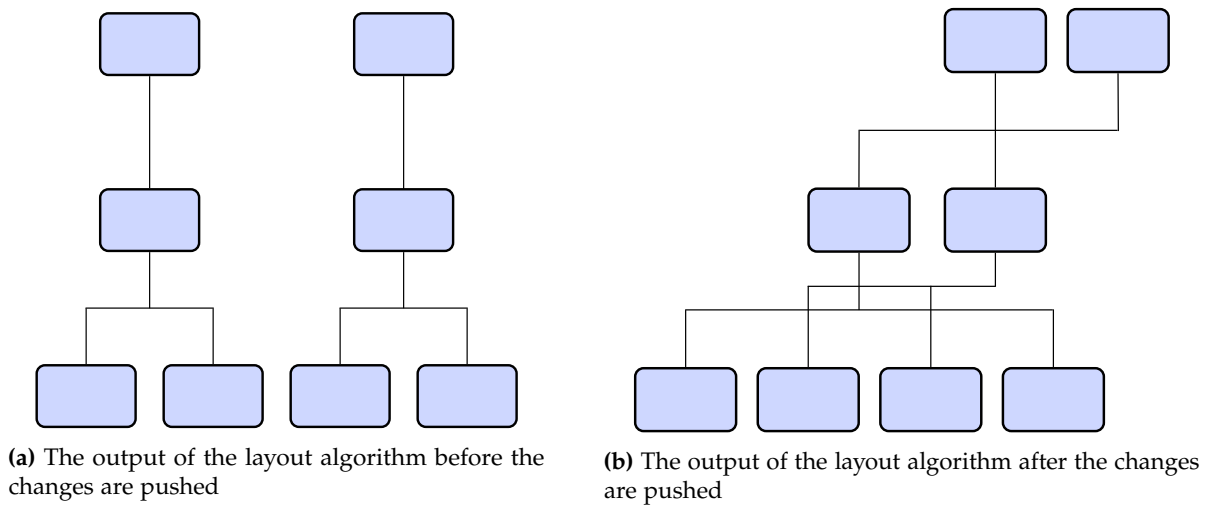 (a) The output of the layout algorithm before the
changes are pushed
(b) The output of the layout algorithm after the changes
are pushed